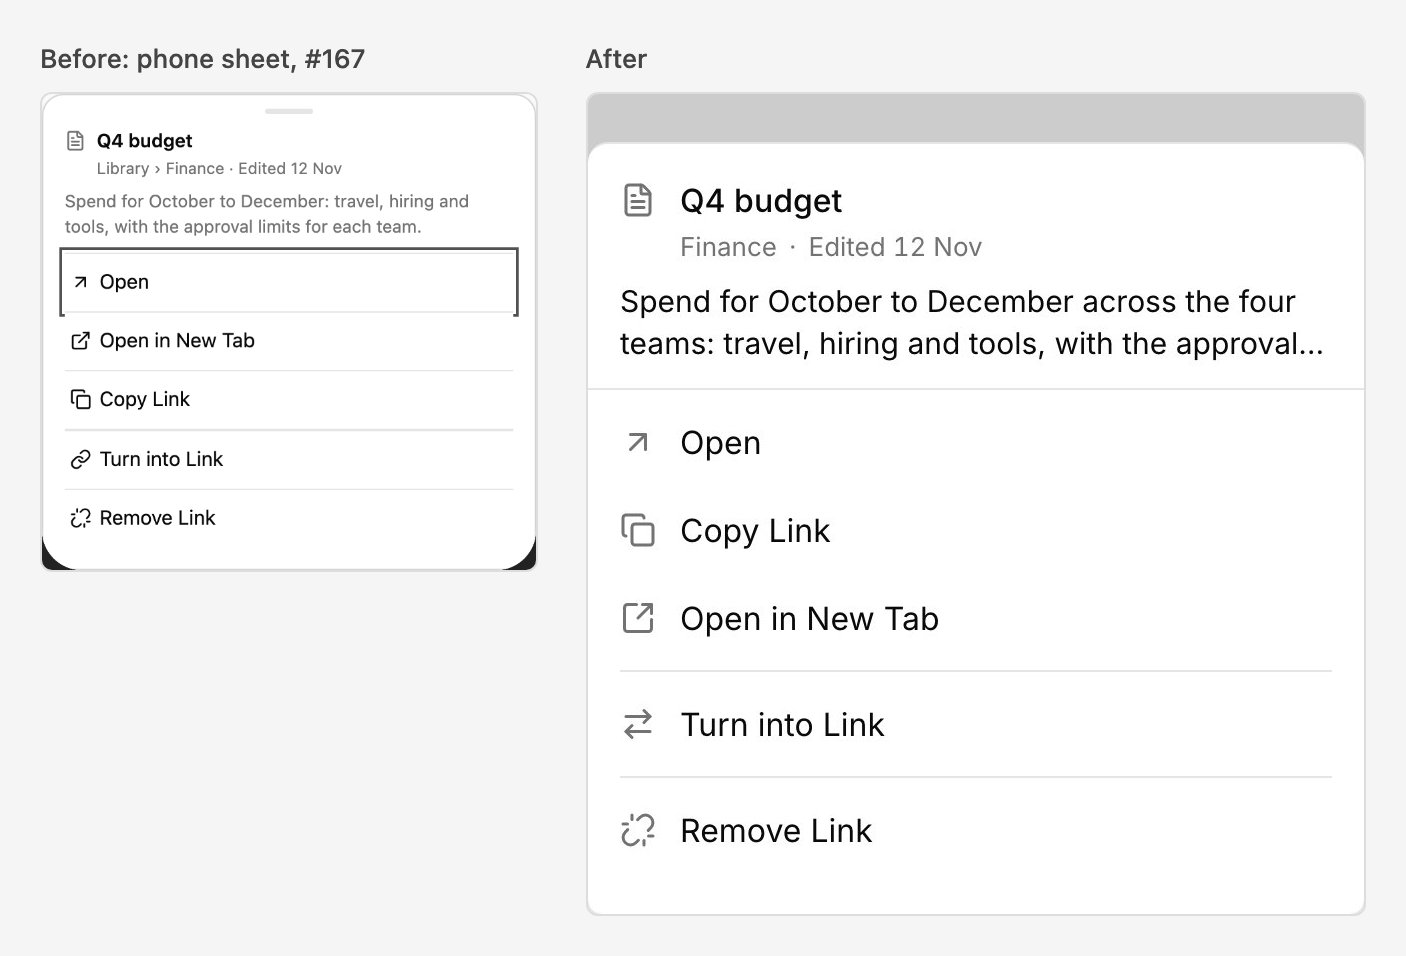 Before: phone sheet, #167
Q4 budget
Library › Finance · Edited 12 Nov
Spend for October to December: travel, hiring and
tools, with the approval limits for each team.
Open
Open in New Tab
Copy Link
Turn into Link
Remove Link
After
Q4 budget
Finance · Edited 12 Nov
Spend for October to December across the four
teams: travel, hiring and tools, with the approval...
Open
Copy Link
Open in New Tab
Turn into Link
Remove Link